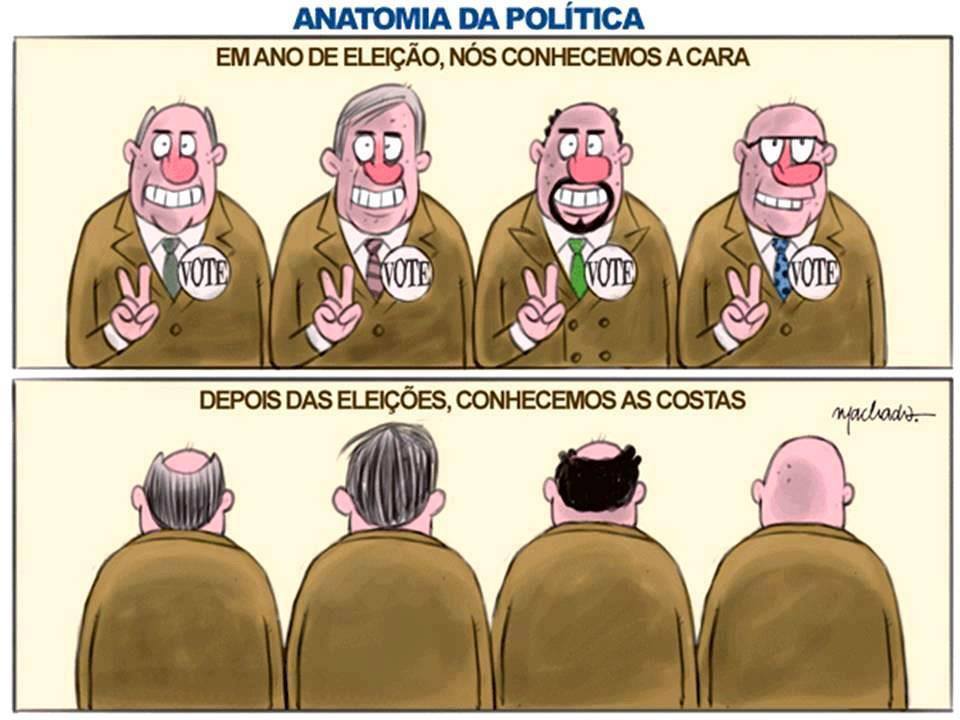 ANATOMIA DA POLÍTICA
EM ANO DE ELEIÇÃO, NÓS CONHECEMOS A CARA
VOTE VOTE VOTE VOTE
DEPOIS DAS ELEIÇÕES, CONHECEMOS AS COSTAS
Machado.